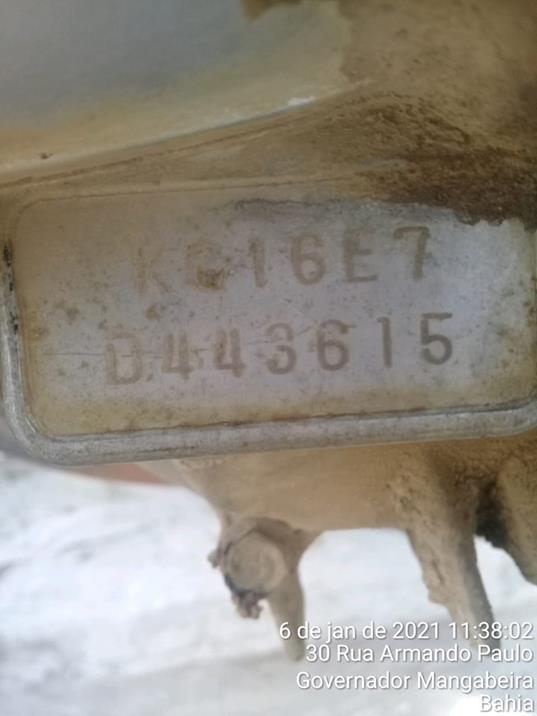 KC16E7
D443615
6 de jan de 2021 11:38:02
30 Rua Armando Paulo
Governador Mangabeira
Bahia